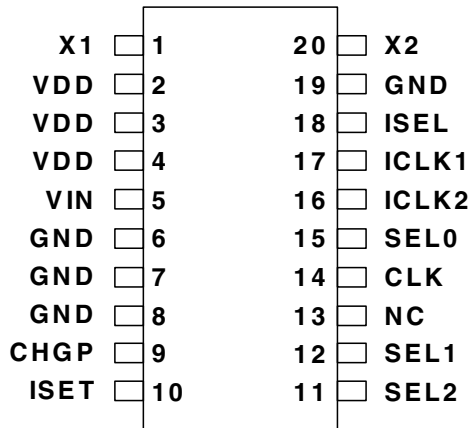 X1 1 20 X2
VDD 2 19 GND
VDD 3 18 ISEL
VDD 4 17 ICLK1
VIN 5 16 ICLK2
GND 6 15 SEL0
GND 7 14 CLK
GND 8 13 NC
CHGP 9 12 SEL1
ISET 10 11 SEL2